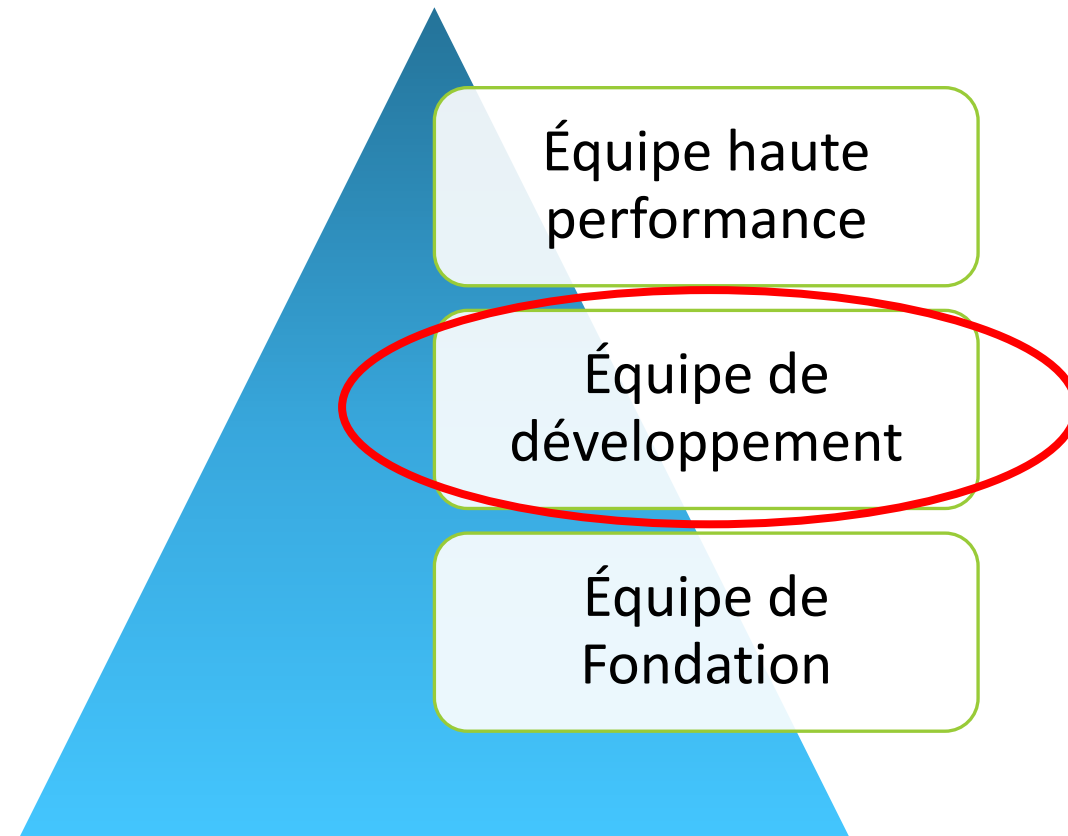 Équipe haute
performance
Équipe de
développement
Équipe de
Fondation